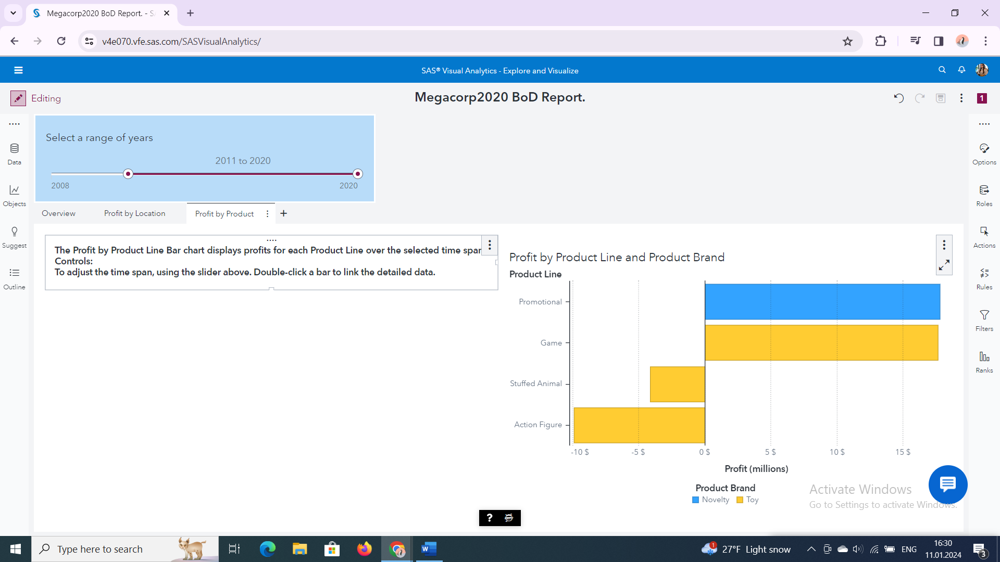 Megacorp2020 BoD Report. - S
v4e070.vfe.sas.com/SASVisualAnalytics/
SAS® Visual Analytics - Explore and Visualize
Editing
Megacorp2020 BoD Report.
1
Select a range of years
2011 to 2020
2008
2020
Data
Objects
Suggest
Outline
Options
Roles
Actions
Rules
Filters
Ranks
Overview
Profit by Location
Profit by Product
The Profit by Product Line Bar chart displays profits for each Product Line over the selected time span
Controls:
To adjust the time span, using the slider above. Double-click a bar to link the detailed data.
Profit by Product Line and Product Brand
Product Line
Promotional
Game
Stuffed Animal
Action Figure
-10 $
-5 $
0 $
5 $
10 $
15 $
Profit (millions)
Product Brand
Novelty
Toy
Activate Windows
Go to Settings to activate Windows.
?
Type here to search
1
27°F Light snow
ENG
16:30
11.01.2024
3